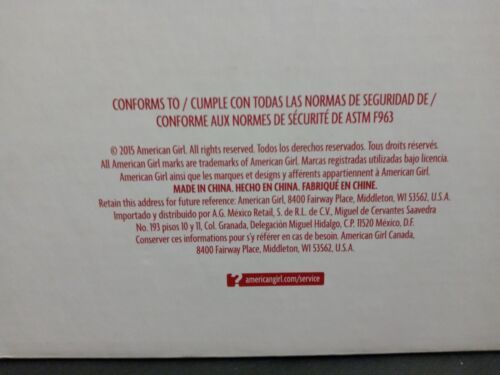 CONFORMS TO / CUMPLE CON TODAS LAS NORMAS DE SEGURIDAD DE /
CONFORME AUX NORMES DE SÉCURITÉ DE ASTM F963
© 2015 American Girl. All rights reserved. Todos los derechos reservados. Tous droits réservés.
All American Girl marks are trademarks of American Girl. Marcas registradas utilizadas bajo licencia.
American Girl ainsi que les marques et designs y afférents appartiennent à American Girl.
MADE IN CHINA. HECHO EN CHINA. FABRIQUÉ EN CHINE.
Retain this address for future reference: American Girl, 8400 Fairway Place, Middleton, WI 53562, U.S.A.
Importado y distribuido por A.G. México Retail, S. de R.L. de C.V., Miguel de Cervantes Saavedra
No. 193 pisos 10 y 11, Col. Granada, Delegación Miguel Hidalgo, C.P. 11520 México, D.F.
Conserver ces informations pour s'y référer en cas de besoin. American Girl Canada,
8400 Fairway Place, Middleton, WI 53562, U.S.A.
? americangirl.com/service